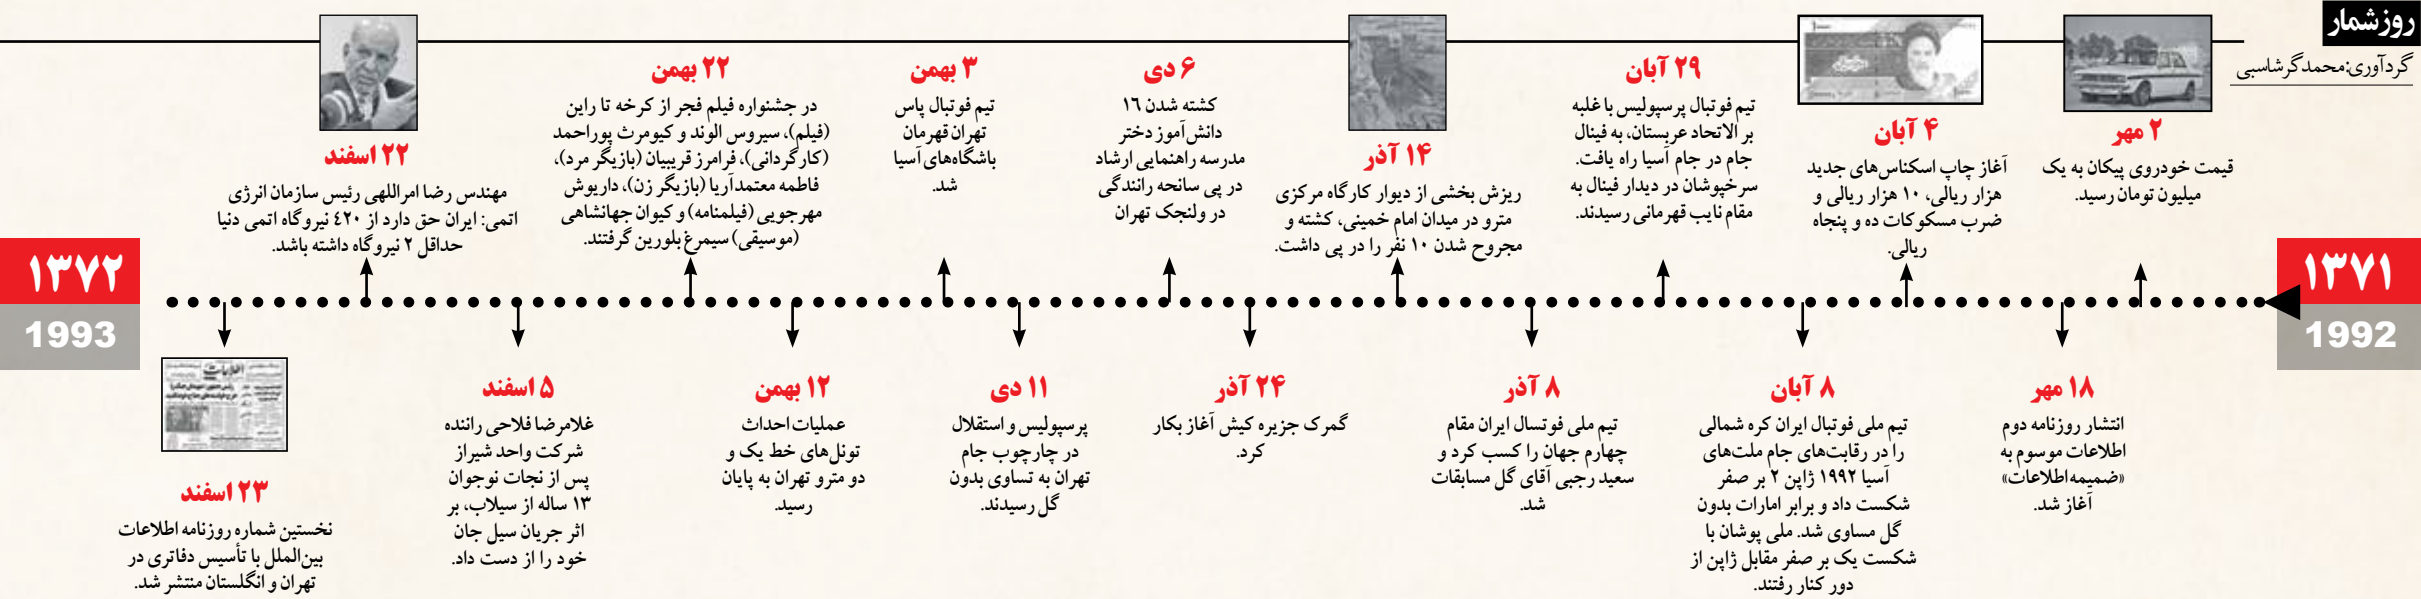 روزشمار
گردآوری:محمدگرشاسبی
۱۳۷۱
1992
۲ مهر
قیمت خودروی پیکان به یک
میلیون تومان رسید.
۱۸ مهر
انتشار روزنامه دوم
اطلاعات موسوم به
«ضمیمه اطلاعات»
آغاز شد.
۴ آبان
آغاز چاپ اسکناس‌های جدید
هزار ریالی، ۱۰ هزار ریالی و
ضرب مسکوکات ده و پنجاه
ریالی.
۸ آبان
تیم ملی فوتبال ایران کره شمالی
را در رقابت‌های جام ملت‌های
آسیا ۱۹۹۲ ژاپن ۲ بر صفر
شکست داد و برابر امارات بدون
گل مساوی شد. ملی پوشان با
شکست یک بر صفر مقابل ژاپن از
دور کنار رفتند.
۲۹ آبان
تیم فوتبال پرسپولیس با غلبه
بر الاتحاد عربستان، به فینال
جام در جام آسیا راه یافت.
سرخپوشان در دیدار فینال به
مقام نایب قهرمانی رسیدند.
۸ آذر
تیم ملی فوتسال ایران مقام
چهارم جهان را کسب کرد و
سعید رجبی آقای گل مسابقات
شد.
۱۴ آذر
ریزش بخشی از دیوار کارگاه مرکزی
مترو در میدان امام خمینی، کشته و
مجروح شدن ۱۰ نفر را در پی داشت.
۲۴ آذر
گمرک جزیره کیش آغاز بکار
کرد.
۶ دی
کشته شدن ۱۶
دانش‌آموز دختر
مدرسه راهنمایی ارشاد
در پی سانحه رانندگی
در ولنجک تهران
۱۱ دی
پرسپولیس و استقلال
در چارچوب جام
تهران به تساوی بدون
گل رسیدند.
۳ بهمن
تیم فوتبال پاس
تهران قهرمان
باشگاه‌های آسیا
شد.
۱۲ بهمن
عملیات احداث
تونل‌های خط یک و
دو مترو تهران به پایان
رسید.
۲۲ بهمن
در جشنواره فیلم فجر از کرخه تا راین
(فیلم)، سیروس الوند و کیومرث پوراحمد
(کارگردانی)، فرامرز قریبیان (بازیگر مرد)،
فاطمه معتمدآریا (بازیگر زن)، داریوش
مهرجویی (فیلمنامه) و کیوان جهانشاهی
(موسیقی) سیمرغ بلورین گرفتند.
۵ اسفند
غلامرضا فلاحی راننده
شرکت واحد شیراز
پس از نجات نوجوان
۱۳ ساله از سیلاب، بر
اثر جریان سیل جان
خود را از دست داد.
۲۲ اسفند
مهندس رضا امراللهی رئیس سازمان انرژی
اتمی: ایران حق دارد از ۴۲۰ نیروگاه اتمی دنیا
حداقل ۲ نیروگاه داشته باشد.
اطلاعات
۲۳ اسفند
نخستین شماره روزنامه اطلاعات
بین‌الملل با تأسیس دفاتری در
تهران و انگلستان منتشر شد.
۱۳۷۲
1993